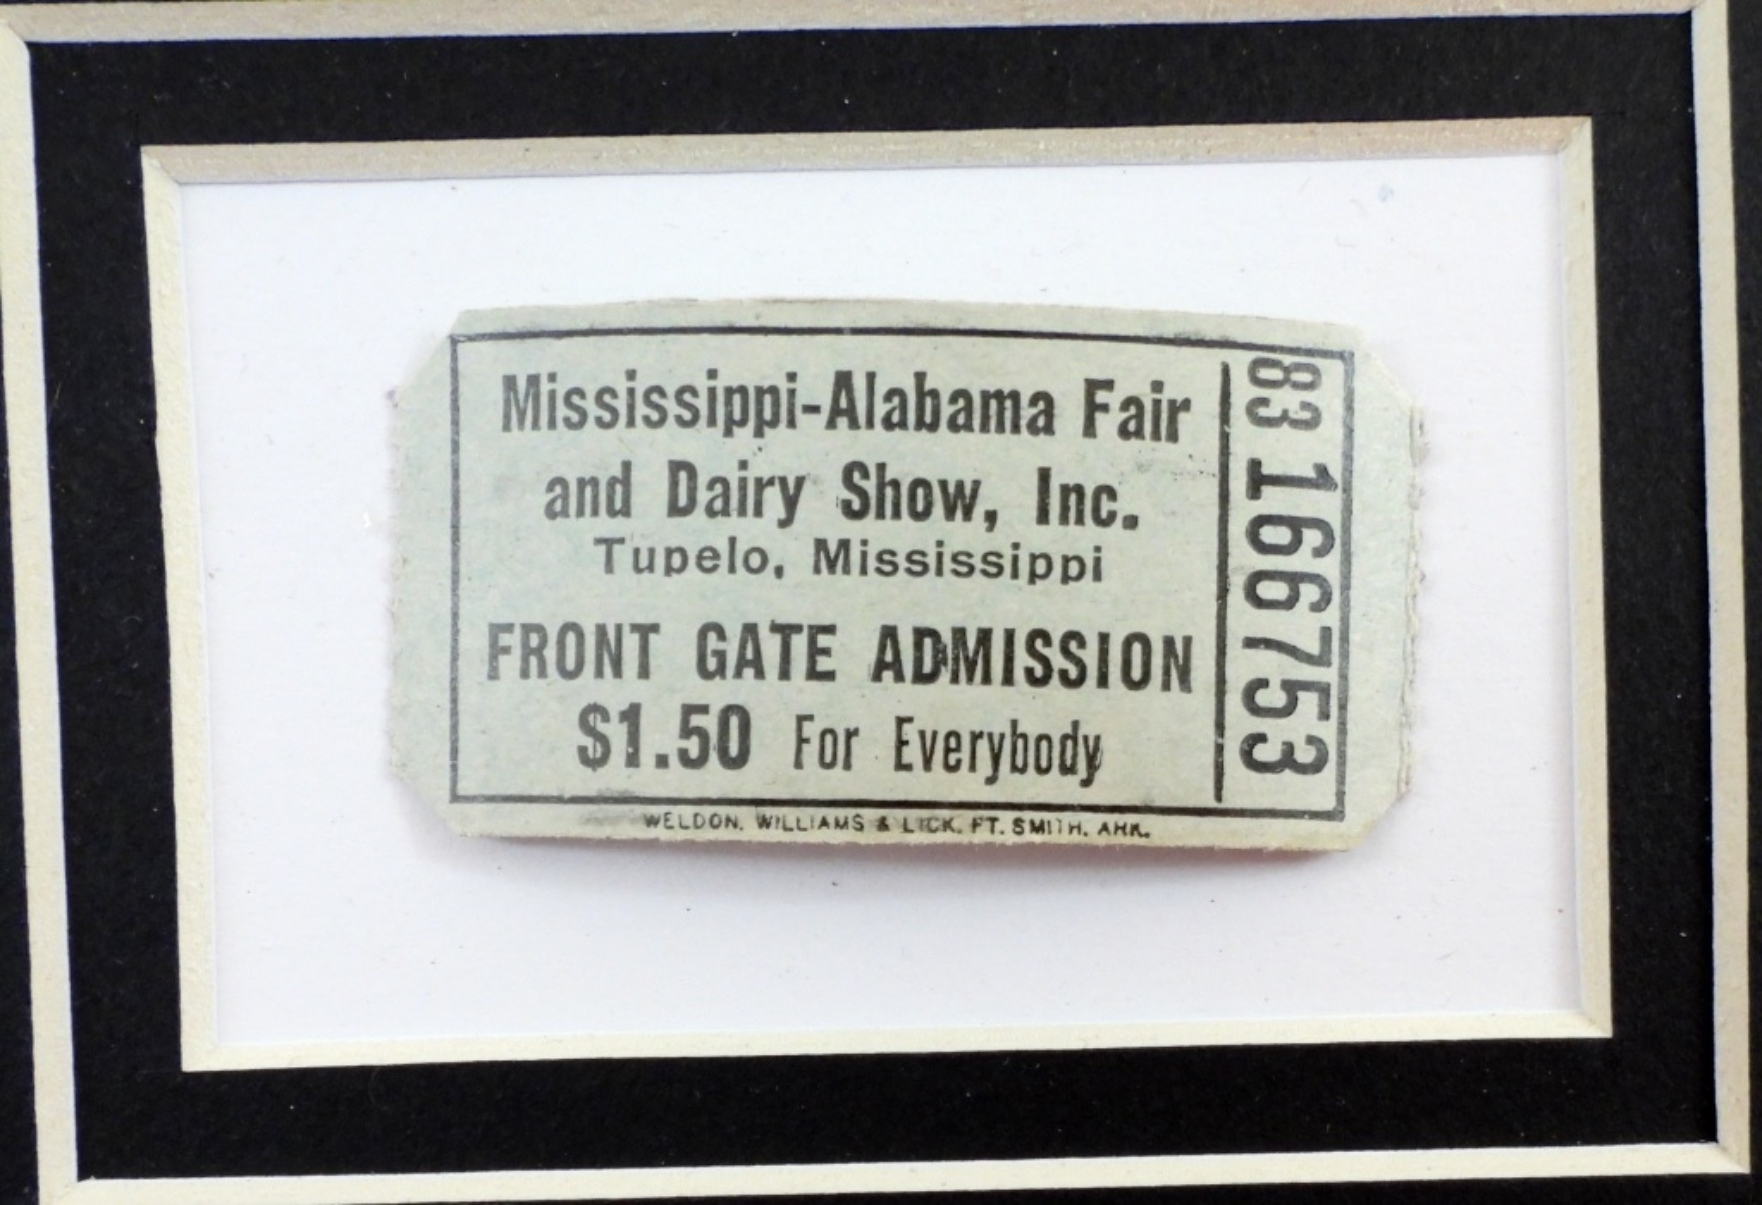 Mississippi-Alabama Fair
and Dairy Show, Inc.
Tupelo, Mississippi
FRONT GATE ADMISSION
$1.50 For Everybody
WELDON, WILLIAMS & LICK, FT. SMITH, ARK.
83 166753